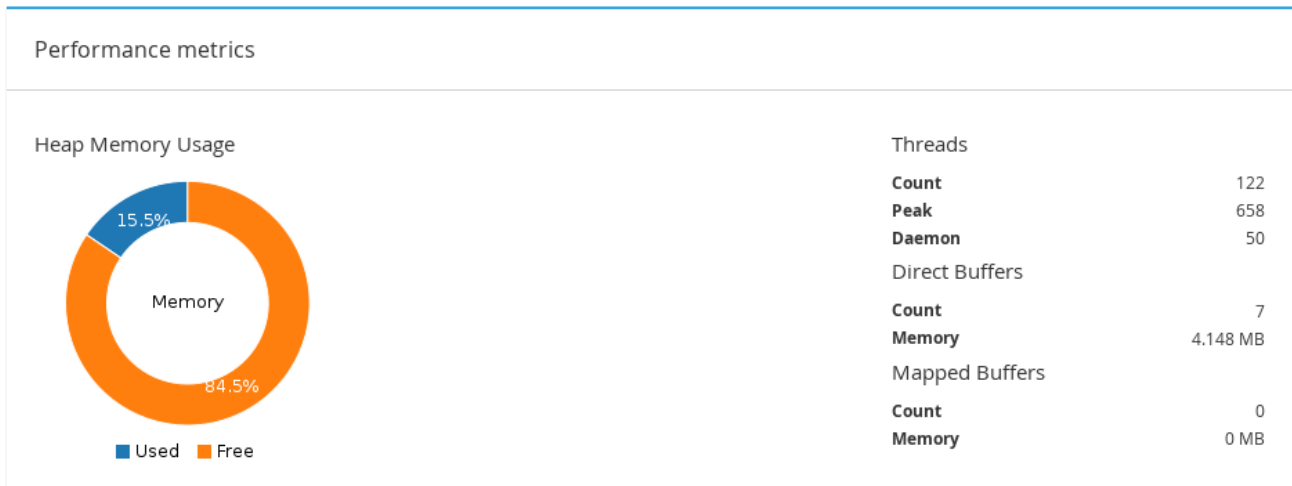 Performance metrics
Heap Memory Usage
15.5%
Memory
84.5%
Used Free
Threads
Count 122
Peak 658
Daemon 50
Direct Buffers
Count 7
Memory 4.148 MB
Mapped Buffers
Count 0
Memory 0 MB